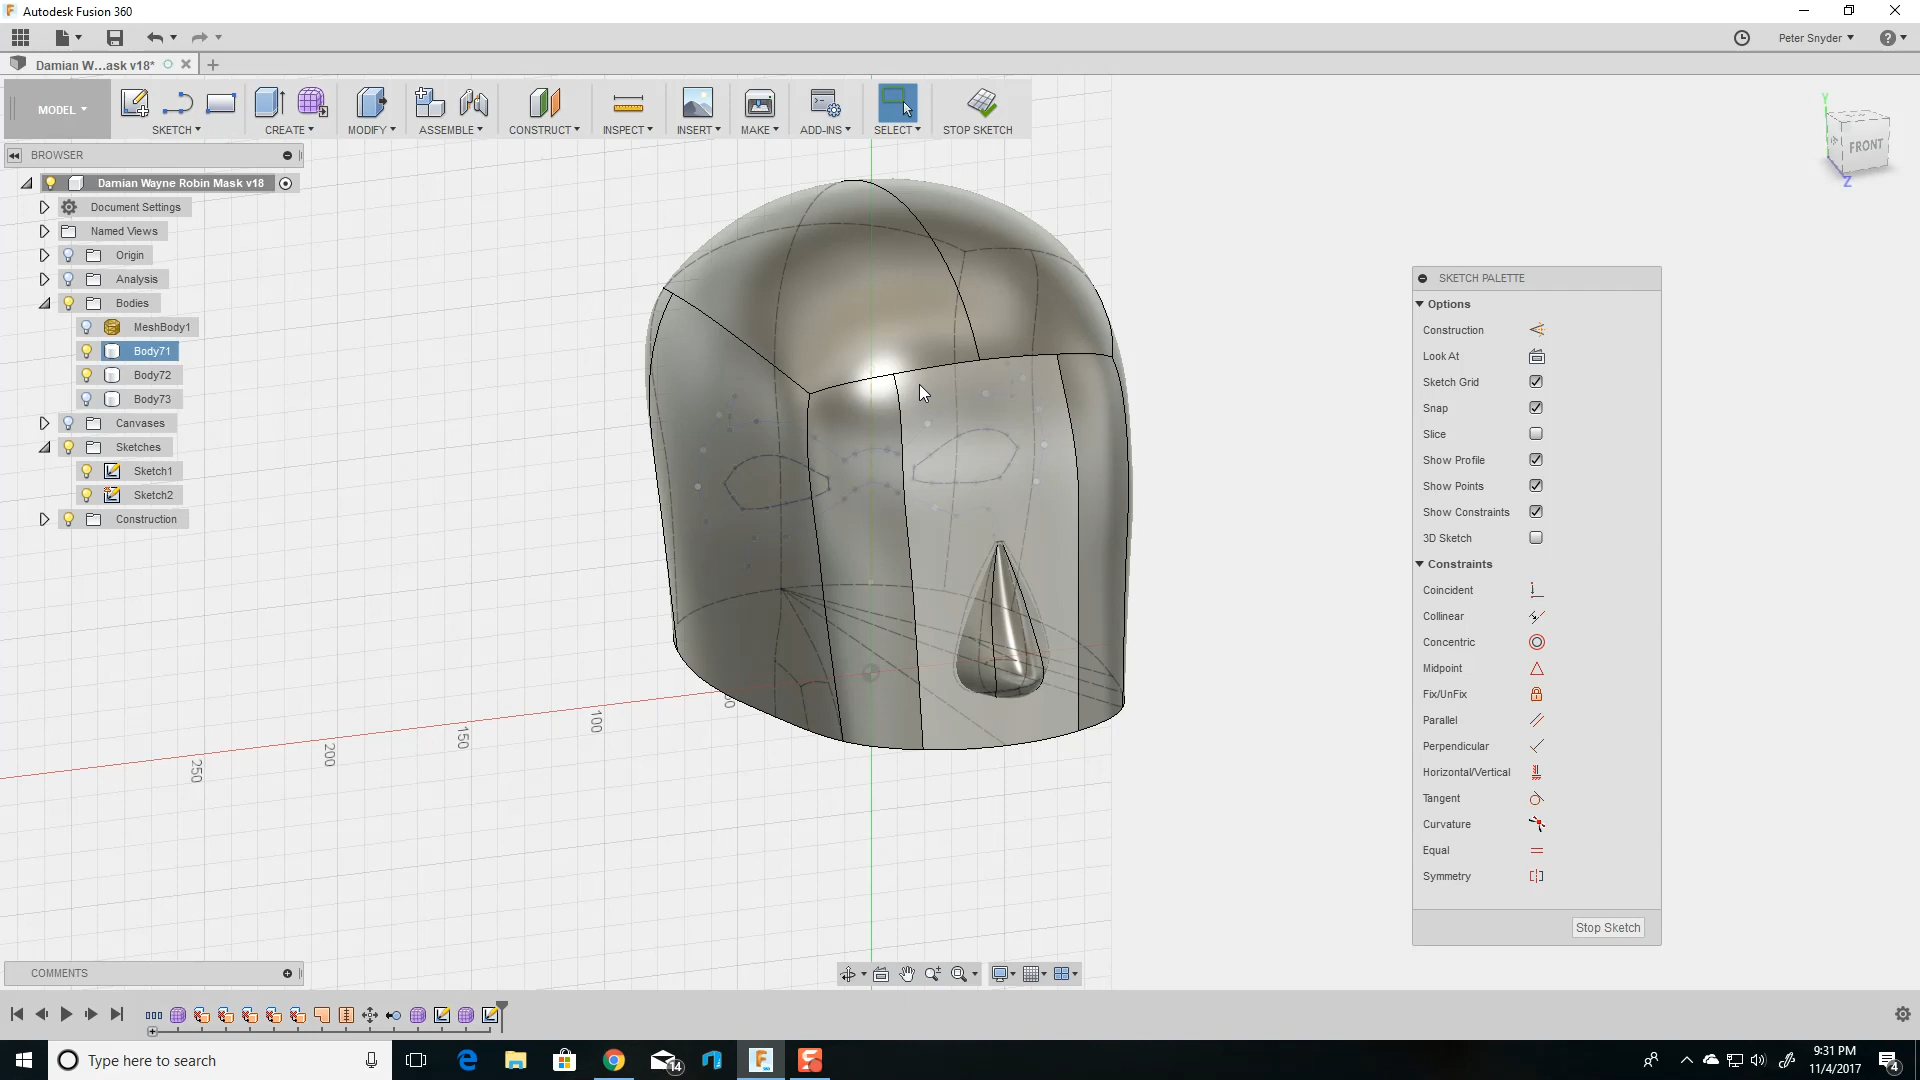 Autodesk Fusion 360
Peter Snyder
Damian W...ask v18*
MODEL
SKETCH
CREATE
MODIFY
ASSEMBLE
CONSTRUCT
INSPECT
INSERT
MAKE
ADD-INS
SELECT
STOP SKETCH
BROWSER
Damian Wayne Robin Mask v18
Document Settings
Named Views
Origin
Analysis
Bodies
MeshBody1
Body71
Body72
Body73
Canvases
Sketches
Sketch1
Sketch2
Construction
Y
FRONT
Z
100
150
200
250
SKETCH PALETTE
Options
Construction
Look At
Sketch Grid
Snap
Slice
Show Profile
Show Points
Show Constraints
3D Sketch
Constraints
Coincident
Collinear
Concentric
Midpoint
Fix/UnFix
Parallel
Perpendicular
Horizontal/Vertical
Tangent
Curvature
Equal
Symmetry
Stop Sketch
COMMENTS
Type here to search
14
9:31 PM
11/4/2017
4